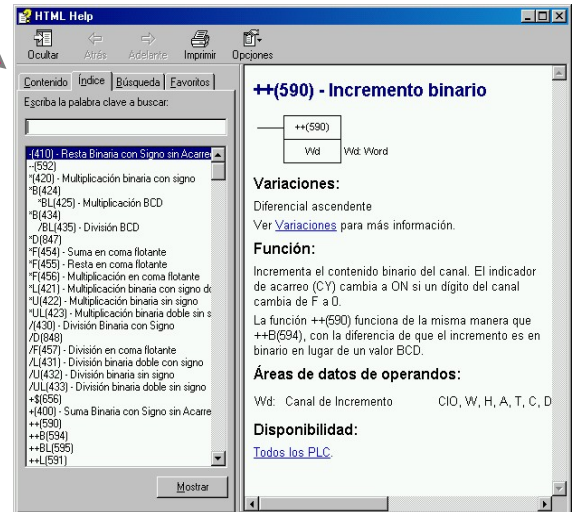 HTML Help
Ocultar Atrás Adelante Imprimir Opciones
Contenido Índice Búsqueda Favoritos
Escriba la palabra clave a buscar:
-(410) - Resta Binaria con Signo sin Acarre
--(592)
*(420) - Multiplicación binaria con signo
*B(424)
*BL(425) - Multiplicación BCD
*B(434)
/BL(435) - División BCD
*D(847)
*F(454) - Suma en coma flotante
*F(455) - Resta en coma flotante
*F(456) - Multiplicación en coma flotante
*L(421) - Multiplicación binaria con signo do
*U(422) - Multiplicación binaria sin signo
*UL(423) - Multiplicación binaria doble sin s
/(430) - División Binaria con Signo
/D(848)
/F(457) - División en coma flotante
/L(431) - División binaria doble con signo
/U(432) - División binaria sin signo
/UL(433) - División binaria doble sin signo
+$(656)
+(400) - Suma Binaria con Signo sin Acarre
++(590)
++B(594)
++BL(595)
++L(591)
Mostrar
++(590) - Incremento binario
++(590)
Wd Wd: Word
Variaciones:
Diferencial ascendente
Ver Variaciones para más información.
Función:
Incrementa el contenido binario del canal. El indicador
de acarreo (CY) cambia a ON si un dígito del canal
cambia de F a 0.
La función ++(590) funciona de la misma manera que
++B(594), con la diferencia de que el incremento es en
binario en lugar de un valor BCD.
Áreas de datos de operandos:
Wd: Canal de Incremento CIO, W, H, A, T, C, D
Disponibilidad:
Todos los PLC.